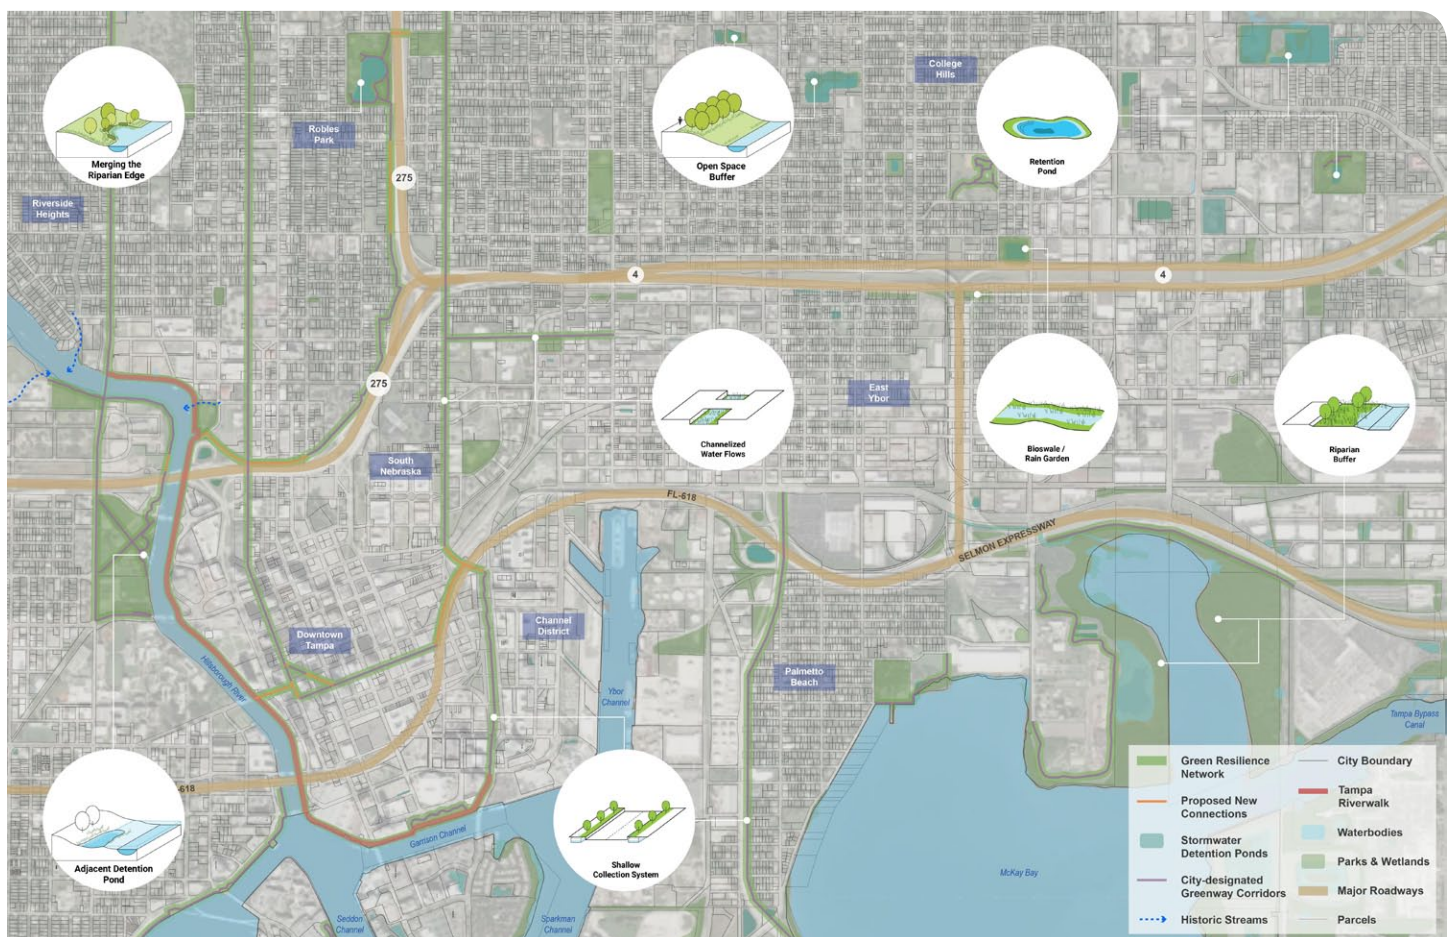 College
Hills
Robles
Park
Merging the
Riparian Edge
Open Space
Buffer
Retention
Pond
275
Riverside
Heights
4
4
275
East
Ybor
Channelized
Water Flows
Bioswale /
Rain Garden
Riparian
Buffer
South
Nebraska
FL-618
SELMON EXPRESSWAY
Channel
District
Downtown
Tampa
Hillsborough River
Palmetto
Beach
Ybor
Channel
Tampa Bypass
Canal
-618
Garrison Channel
Adjacent Detention
Pond
Shallow
Collection System
McKay Bay
Seddon
Channel
Sparkman
Channel
Green Resilience
Network
Proposed New
Connections
Stormwater
Detention Ponds
City-designated
Greenway Corridors
Historic Streams
City Boundary
Tampa
Riverwalk
Waterbodies
Parks & Wetlands
Major Roadways
Parcels